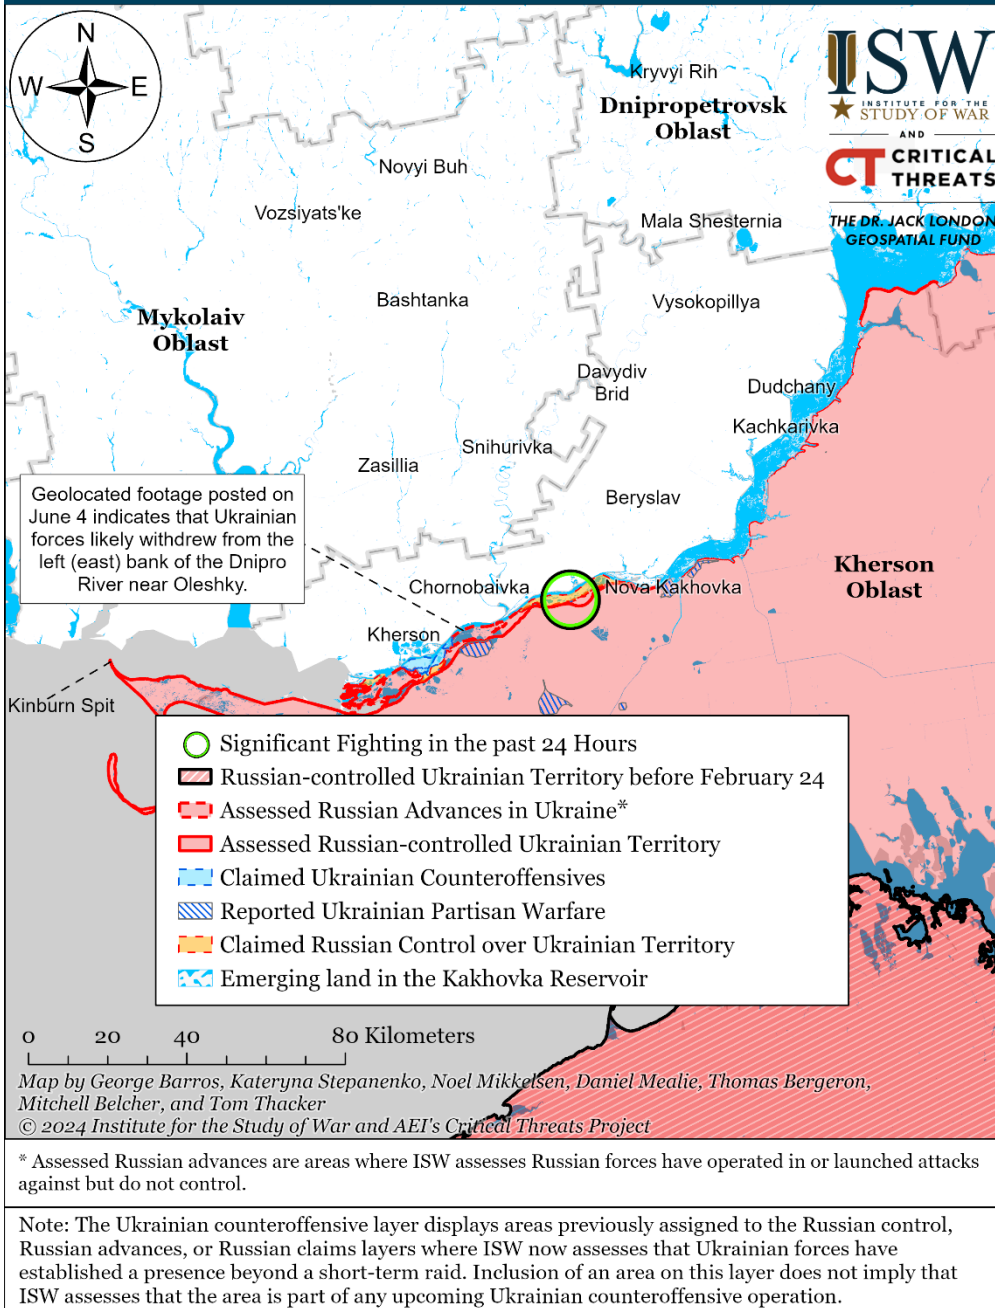 N
W E
S
ISW
INSTITUTE FOR THE
STUDY OF WAR
AND
CT CRITICAL
THREATS
THE DR. JACK LONDON
GEOSPATIAL FUND
Kryvyi Rih
Dnipropetrovsk
Oblast
Novyi Buh
Vozsiyats'ke
Mala Shesternia
Bashtanka
Vysokopillya
Mykolaiv
Oblast
Davydiv
Brid
Dudchany
Kachkarivka
Snihurivka
Zasillia
Beryslav
Geolocated footage posted on
June 4 indicates that Ukrainian
forces likely withdrew from the
left (east) bank of the Dnipro
River near Oleshky.
Kherson
Oblast
Chornobaivka
Nova Kakhovka
Kherson
Kinburn Spit
Significant Fighting in the past 24 Hours
Russian-controlled Ukrainian Territory before February 24
Assessed Russian Advances in Ukraine*
Assessed Russian-controlled Ukrainian Territory
Claimed Ukrainian Counteroffensives
Reported Ukrainian Partisan Warfare
Claimed Russian Control over Ukrainian Territory
Emerging land in the Kakhovka Reservoir
0 20 40 80 Kilometers
Map by George Barros, Kateryna Stepanenko, Noel Mikkelsen, Daniel Mealie, Thomas Bergeron,
Mitchell Belcher, and Tom Thacker
© 2024 Institute for the Study of War and AEI's Critical Threats Project
* Assessed Russian advances are areas where ISW assesses Russian forces have operated in or launched attacks
against but do not control.
Note: The Ukrainian counteroffensive layer displays areas previously assigned to the Russian control,
Russian advances, or Russian claims layers where ISW now assesses that Ukrainian forces have
established a presence beyond a short-term raid. Inclusion of an area on this layer does not imply that
ISW assesses that the area is part of any upcoming Ukrainian counteroffensive operation.